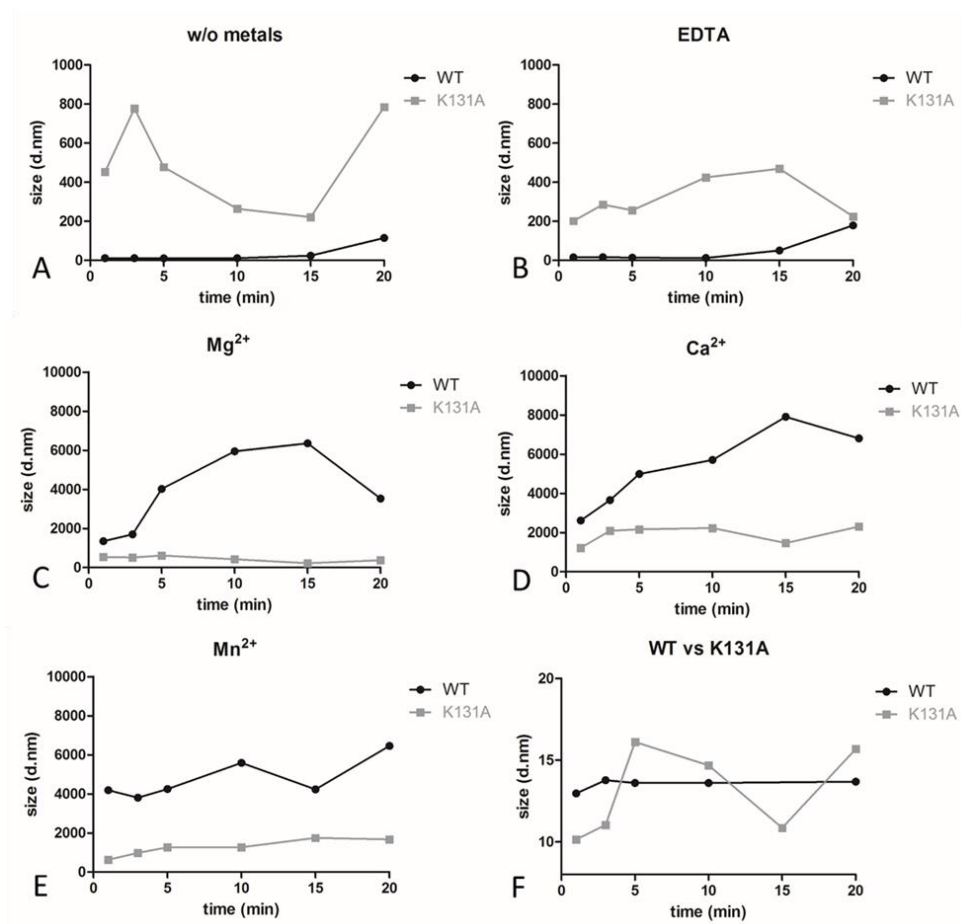 w/o metals
1000
800
600
400
200
0
size (d.nm)
0 5 10 15 20
time (min)
WT
K131A
A
EDTA
1000
800
600
400
200
0
size (d.nm)
0 5 10 15 20
time (min)
WT
K131A
B
Mg²⁺
10000
8000
6000
4000
2000
0
size (d.nm)
0 5 10 15 20
time (min)
WT
K131A
C
Ca²⁺
10000
8000
6000
4000
2000
0
size (d.nm)
0 5 10 15 20
time (min)
WT
K131A
D
Mn²⁺
10000
8000
6000
4000
2000
0
size (d.nm)
0 5 10 15 20
time (min)
WT
K131A
E
WT vs K131A
20
15
10
size (d.nm)
0 5 10 15 20
time (min)
WT
K131A
F